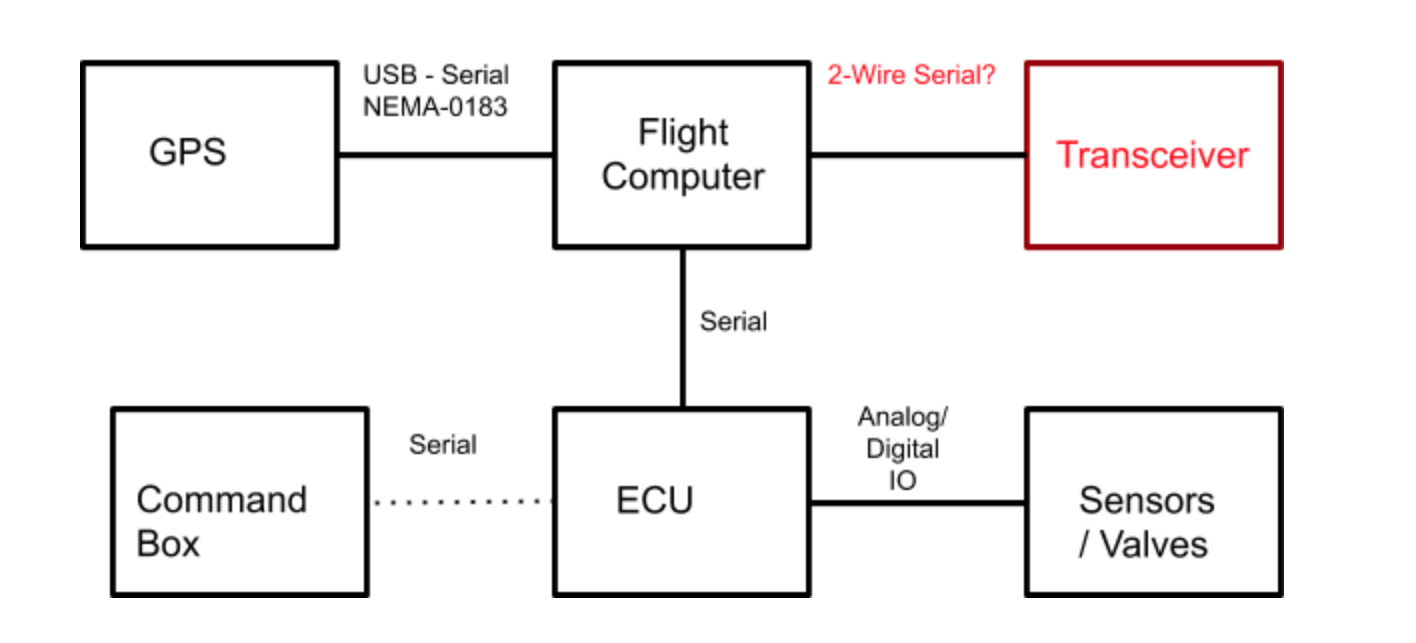 USB - Serial
NEMA-0183
2-Wire Serial?
GPS
Flight
Computer
Transceiver
Serial
Command
Box
Serial
ECU
Analog/
Digital
IO
Sensors
/ Valves